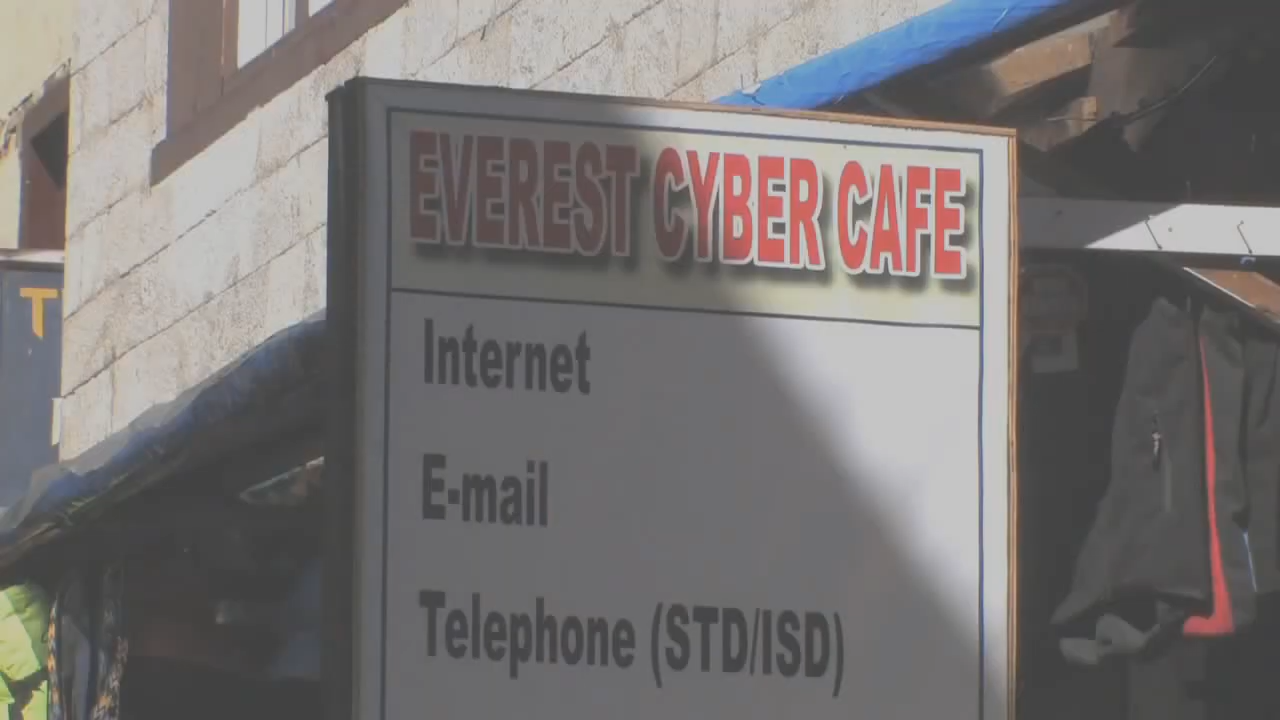 EVEREST CYBER CAFE
Internet
E-mail
Telephone (STD/ISD)
T